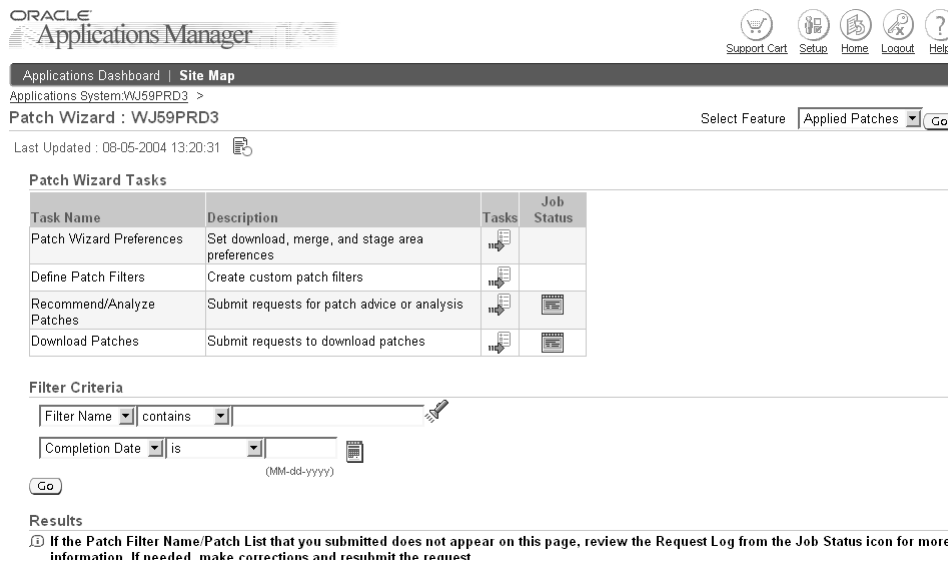 ORACLE
Applications Manager
Support Cart Setup Home Logout Help
Applications Dashboard | Site Map
Applications System:WJ59PRD3 >
Patch Wizard : WJ59PRD3
Select Feature Applied Patches Go
Last Updated : 08-05-2004 13:20:31
Patch Wizard Tasks
Task Name Description Tasks Job Status
Patch Wizard Preferences Set download, merge, and stage area
preferences
Define Patch Filters Create custom patch filters
Recommend/Analyze Submit requests for patch advice or analysis
Patches
Download Patches Submit requests to download patches
Filter Criteria
Filter Name contains
Completion Date is
(MM-dd-yyyy)
Go
Results
If the Patch Filter Name/Patch List that you submitted does not appear on this page, review the Request Log from the Job Status icon for more
information. If needed, make corrections and resubmit the request